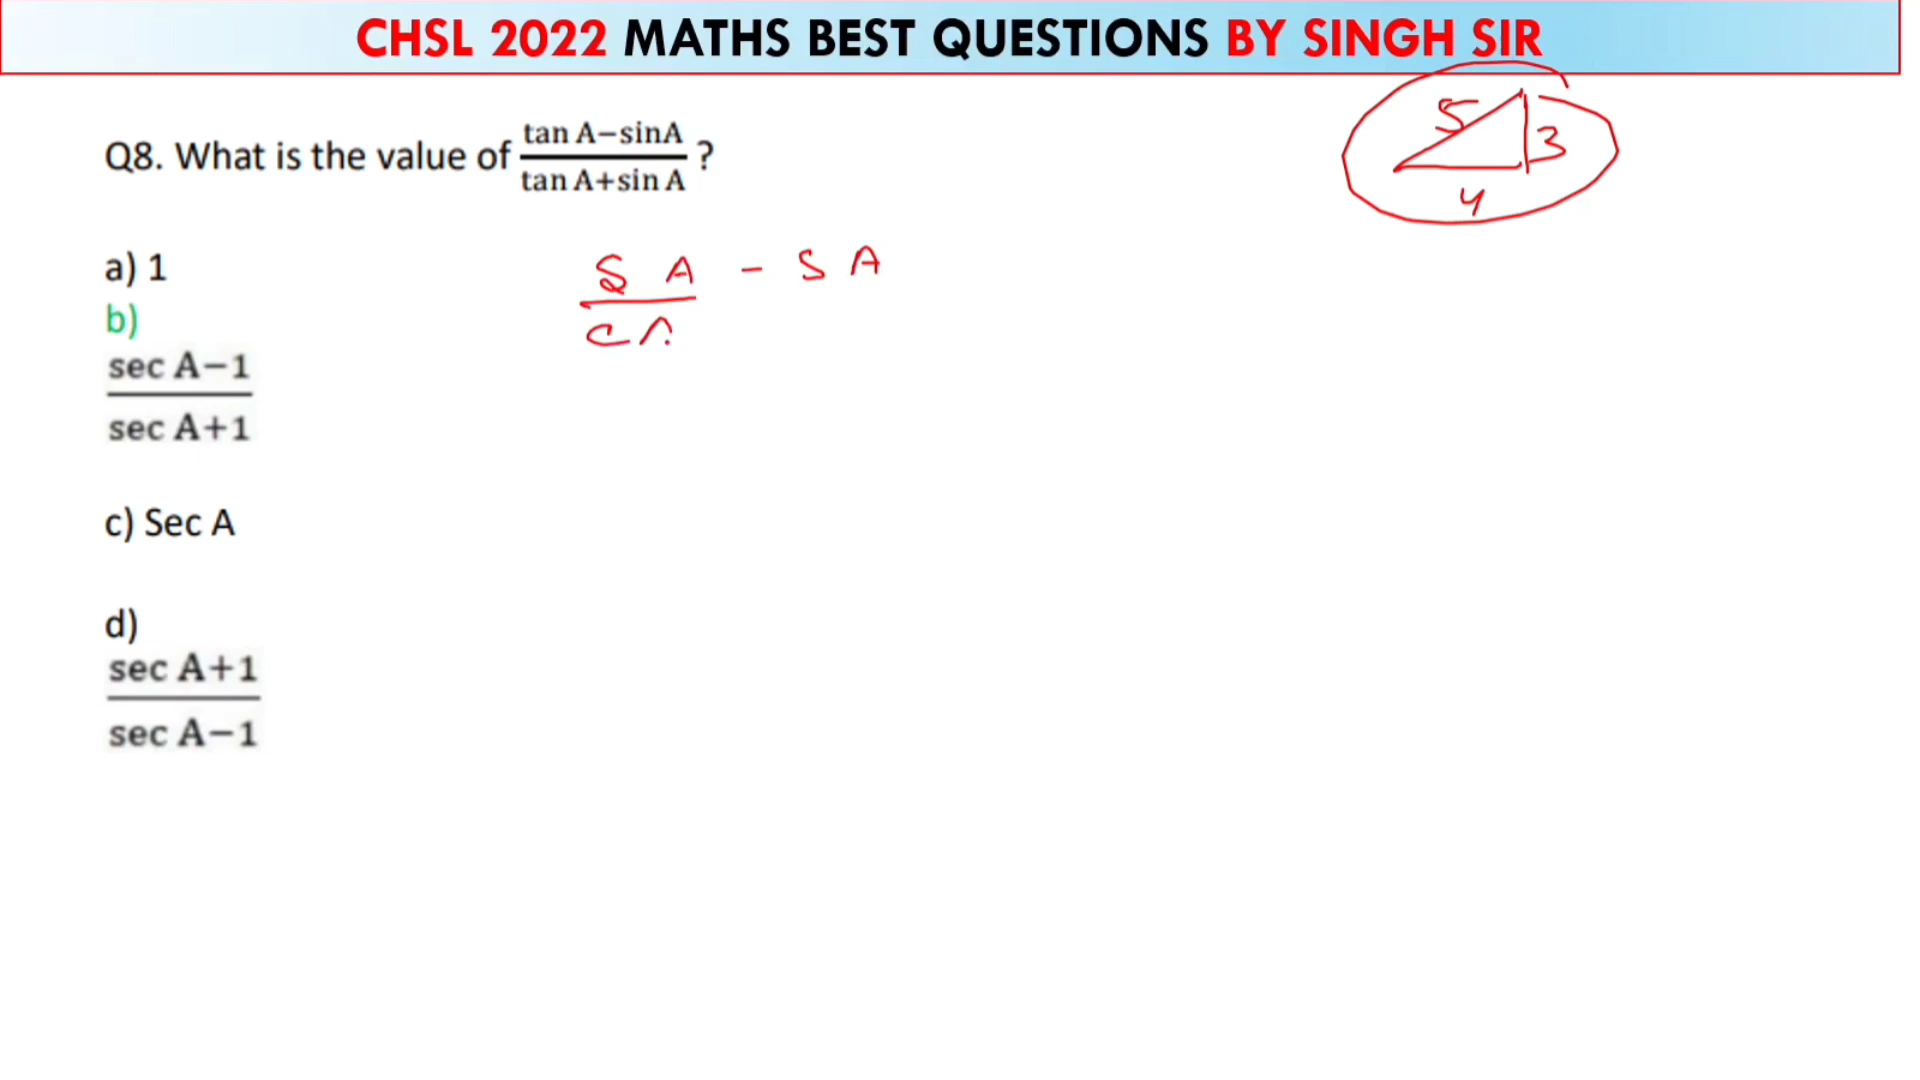 CHSL 2022 MATHS BEST QUESTIONS BY SINGH SIR
5
3
4
Q8. What is the value of
tan A−sinA
tan A+sin A
?
a) 1
S A - S A
C A
b)
sec A−1
sec A+1
c) Sec A
d)
sec A+1
sec A−1